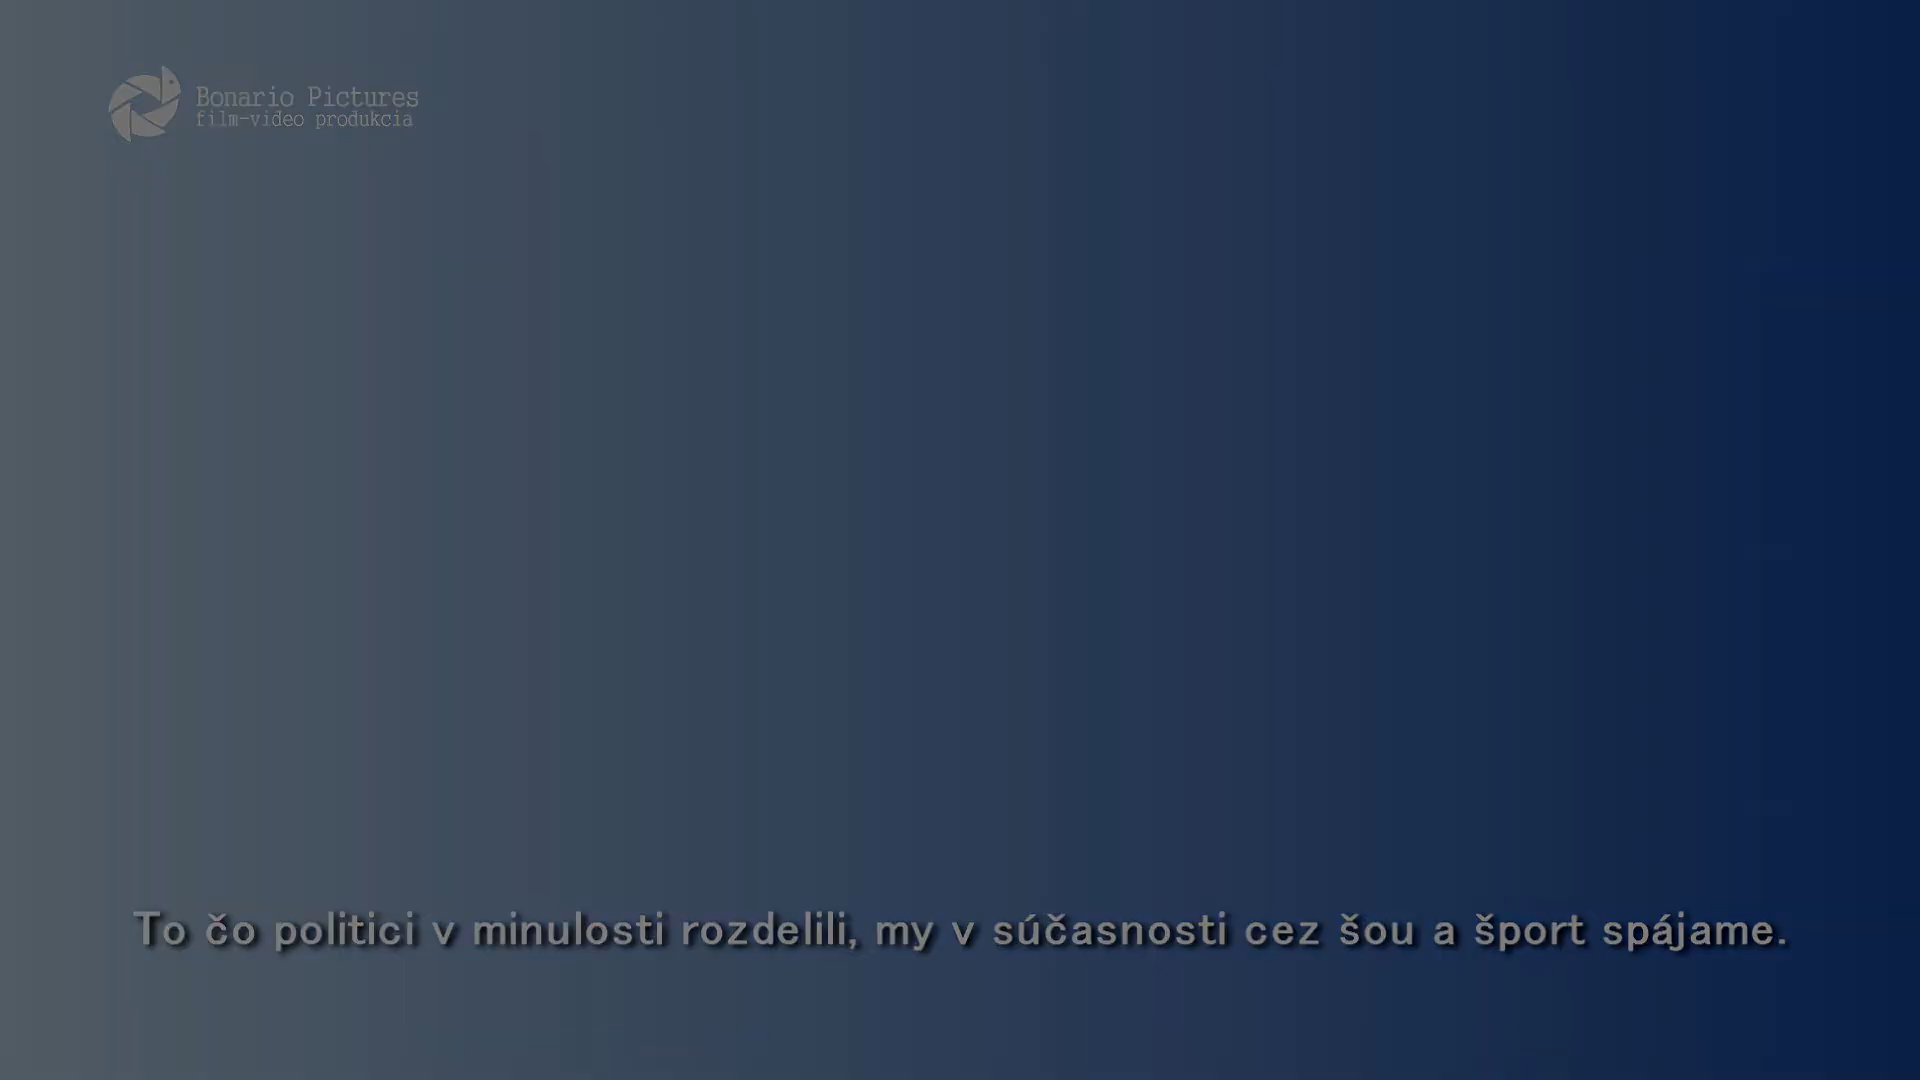 Bonario Pictures
film-video produkcia
To čo politici v minulosti rozdelili, my v súčasnosti cez šou a šport spájame.